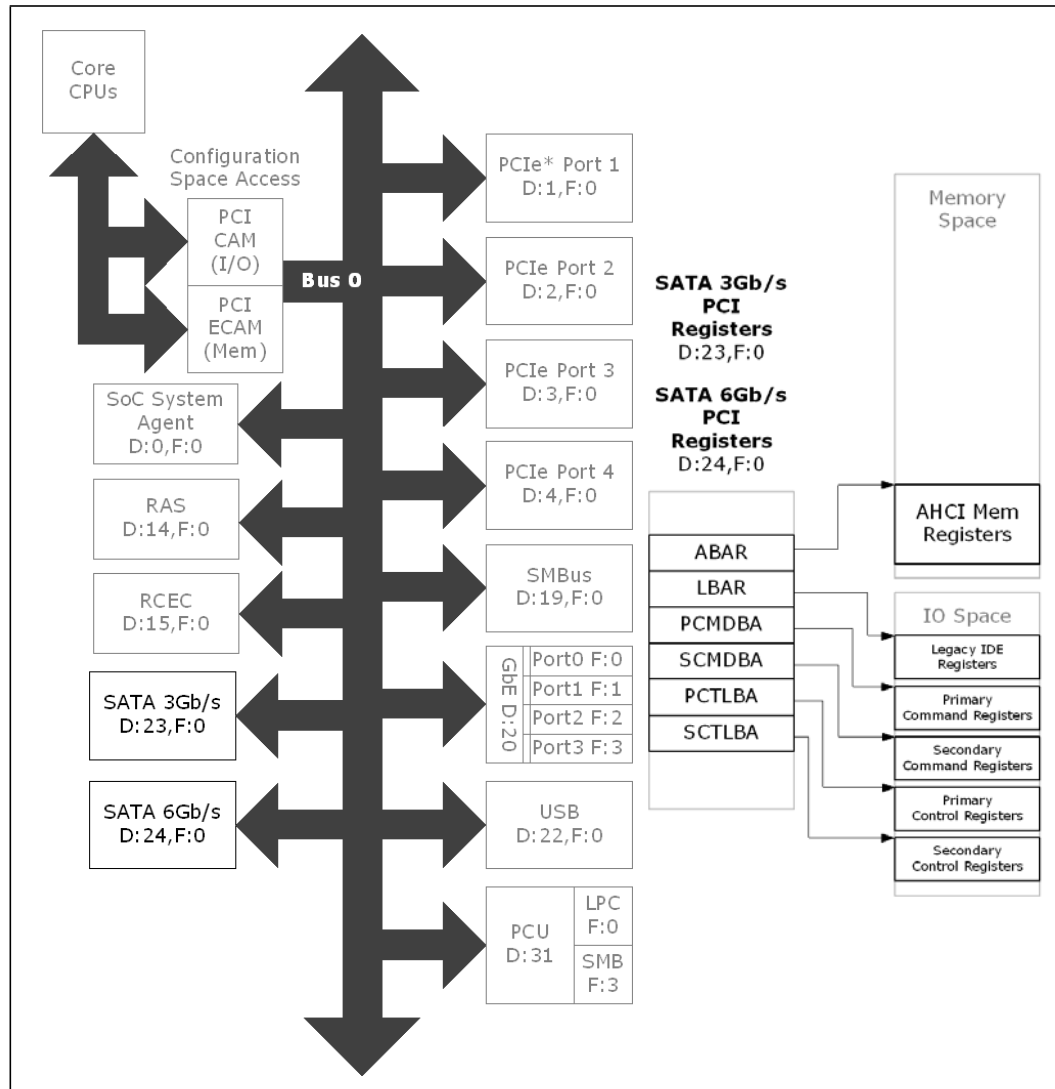 Core
CPUs
Configuration
Space Access
PCI
CAM
(I/O)
PCI
ECAM
(Mem)
Bus 0
SoC System
Agent
D:0,F:0
RAS
D:14,F:0
RCEC
D:15,F:0
SATA 3Gb/s
D:23,F:0
SATA 6Gb/s
D:24,F:0
PCIe* Port 1
D:1,F:0
PCIe Port 2
D:2,F:0
PCIe Port 3
D:3,F:0
PCIe Port 4
D:4,F:0
SMBus
D:19,F:0
GbE D:20
Port0 F:0
Port1 F:1
Port2 F:2
Port3 F:3
USB
D:22,F:0
PCU
D:31
LPC
F:0
SMB
F:3
SATA 3Gb/s
PCI
Registers
D:23,F:0
SATA 6Gb/s
PCI
Registers
D:24,F:0
ABAR
LBAR
PCMDBA
SCMDBA
PCTLBA
SCTLBA
Memory
Space
AHCI Mem
Registers
IO Space
Legacy IDE
Registers
Primary
Command Registers
Secondary
Command Registers
Primary
Control Registers
Secondary
Control Registers